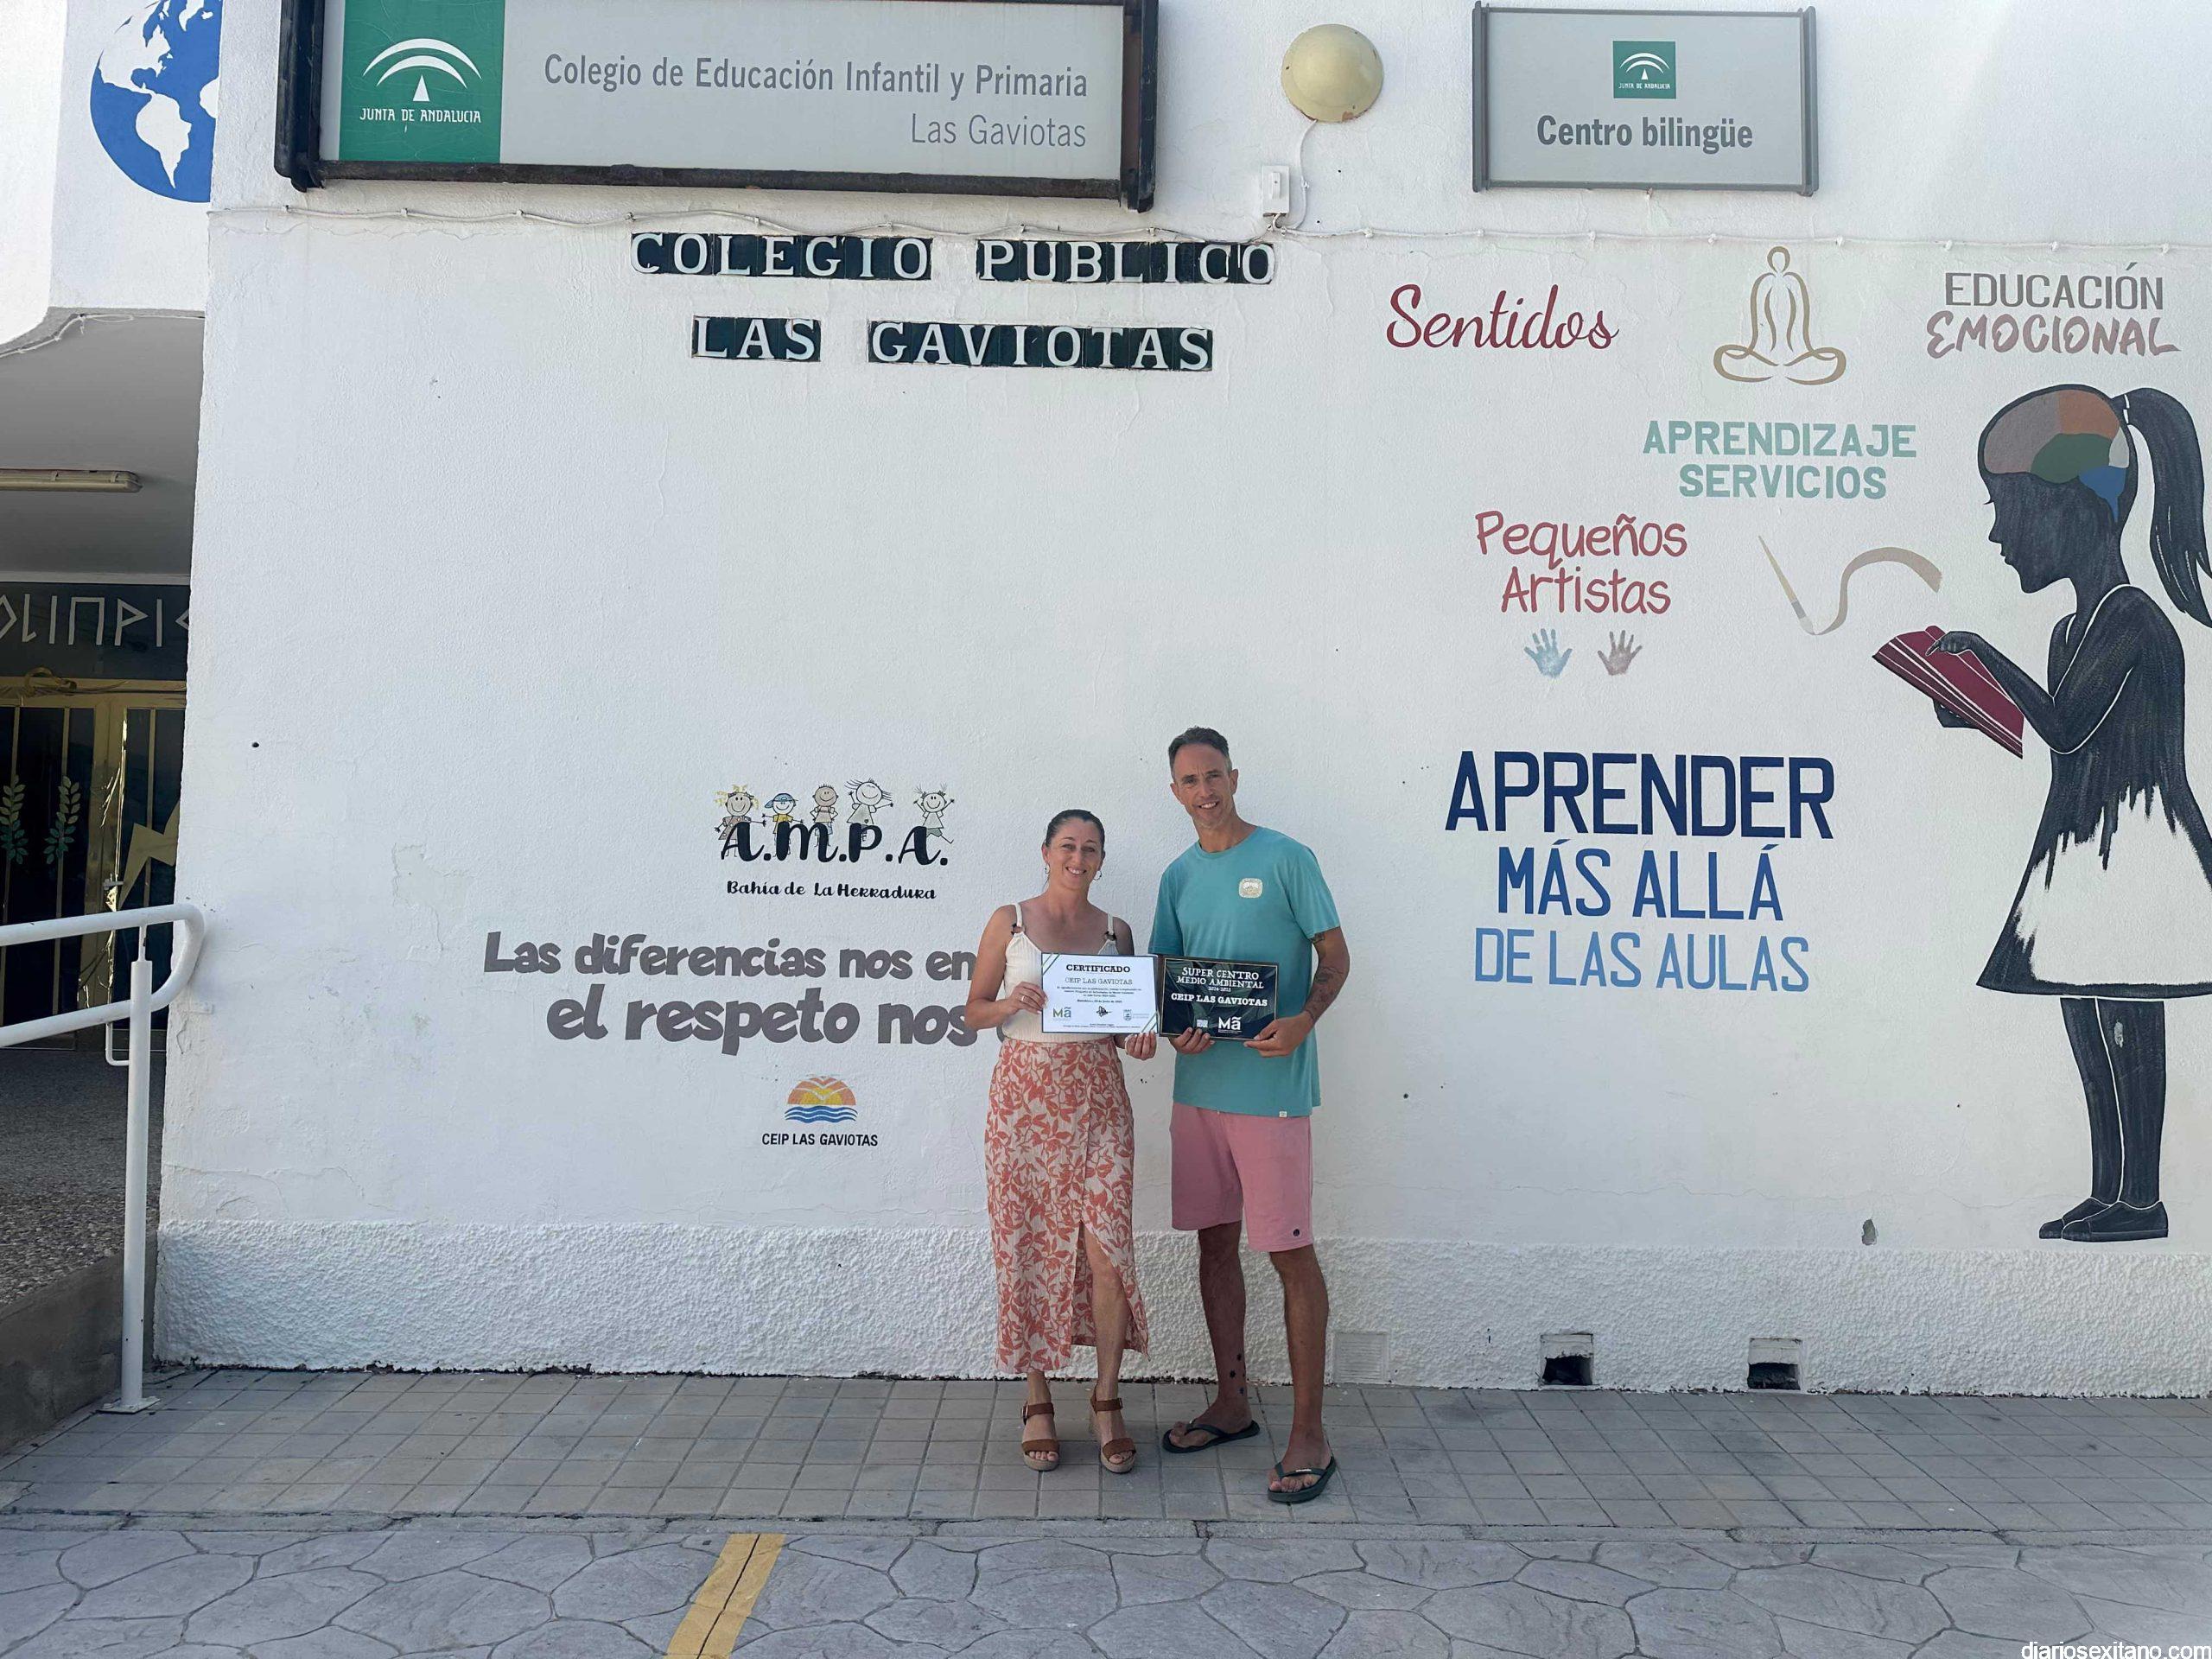 JUNTA DE ANDALUCIA
Colegio de Educación Infantil y Primaria
Las Gaviotas
JUNTA DE ANDALUCIA
Centro bilingüe
COLEGIO PUBLICO
LAS GAVIOTAS
Sentidos
EDUCACIÓN
EMOCIONAL
APRENDIZAJE
SERVICIOS
Pequeños
Artistas
OLIMPI
APRENDER
MÁS ALLÁ
DE LAS AULAS
A.M.P.A.
Bahía de La Herradura
Las diferencias nos en
el respeto nos
CEIP LAS GAVIOTAS
CERTIFICADO
CEIP LAS GAVIOTAS
Mã
SUPER CENTRO
MEDIO AMBIENTAL
CEIP LAS GAVIOTAS
Mã
diariosexitano.com